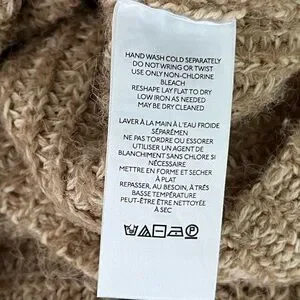 HAND WASH COLD SEPARATELY
DO NOT WRING OR TWIST
USE ONLY NON-CHLORINE
BLEACH
RESHAPE LAY FLAT TO DRY
LOW IRON AS NEEDED
MAY BE DRY CLEANED
LAVER À LA MAIN À L'EAU FROIDE
SÉPARÉMEN
NE PAS TORDRE OU ESSORER
UTILISER UN AGENT DE
BLANCHIMENT SANS CHLORE SI
NÉCESSAIRE
METTRE EN FORME ET SECHER
À PLAT
REPASSER, AU BESOIN, À TRÈS
BASSE TEMPÉRATURE
PEUT-ÊTRE ÊTRE NETTOYÉE
À SEC
P